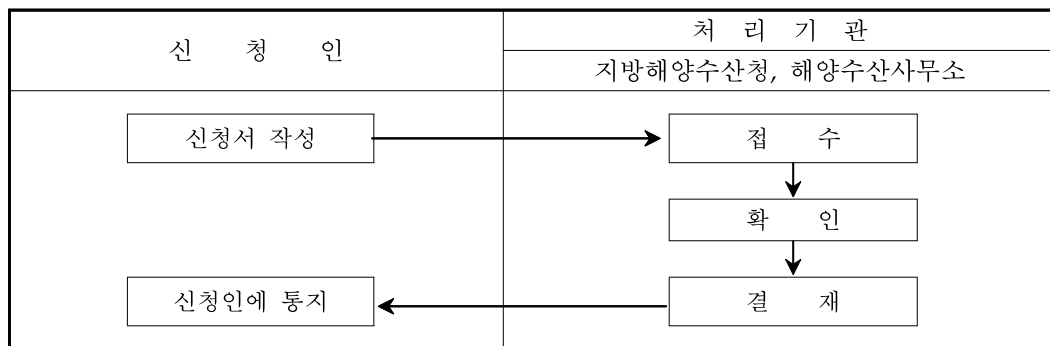 신 청 인
처 리 기 관
지방해양수산청, 해양수산사무소
신청서 작성
접 수
확 인
신청인에 통지
결 재